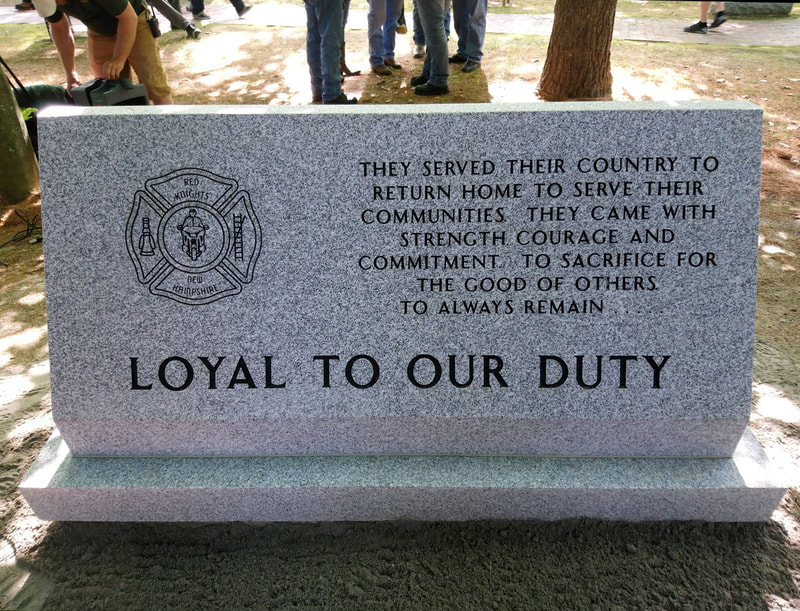 RED
KNIGHTS
NEW
HAMPSHIRE
THEY SERVED THEIR COUNTRY TO
RETURN HOME TO SERVE THEIR
COMMUNITIES. THEY CAME WITH
STRENGTH COURAGE AND
COMMITMENT. TO SACRIFICE FOR
THE GOOD OF OTHERS.
TO ALWAYS REMAIN . . . . .
LOYAL TO OUR DUTY